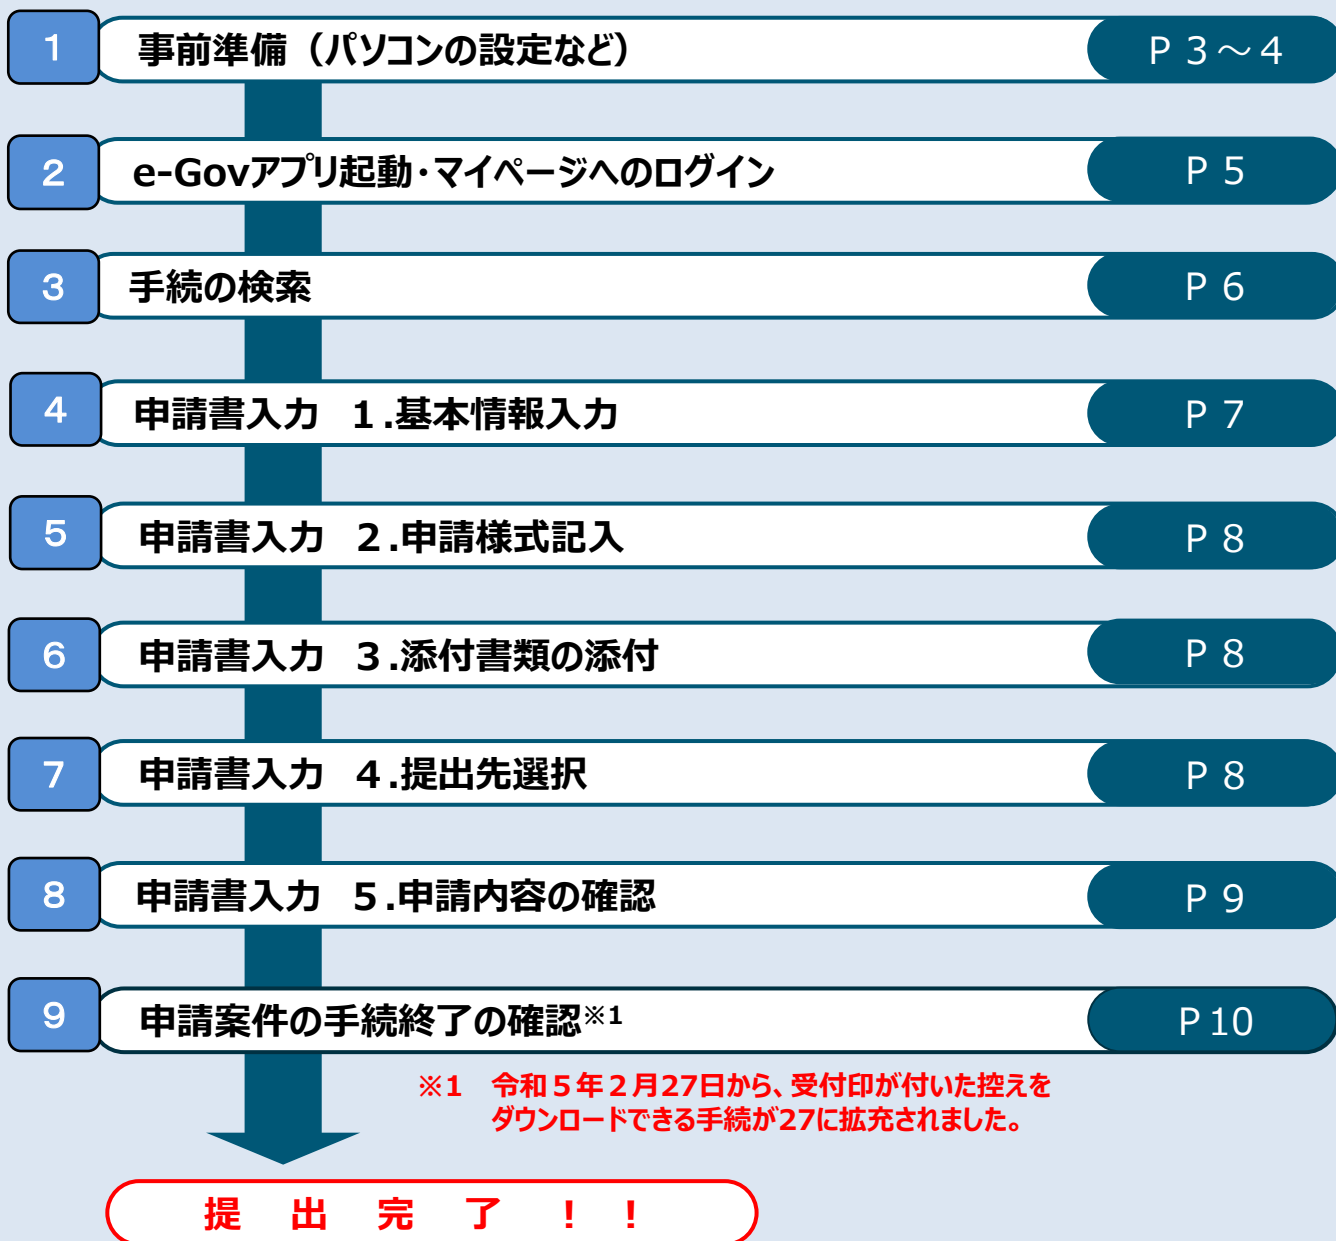 1 事前準備（パソコンの設定など） P３～４
2 e-Govアプリ起動・マイページへのログイン P５
3 手続の検索 P６
4 申請書入力 １.基本情報入力 P７
5 申請書入力 ２.申請様式記入 P８
6 申請書入力 ３.添付書類の添付 P８
7 申請書入力 ４.提出先選択 P８
8 申請書入力 ５.申請内容の確認 P９
9 申請案件の手続終了の確認※1 P10
※1 令和５年２月27日から、受付印が付いた控えを
ダウンロードできる手続が27に拡充されました。
提 出 完 了 ！ ！